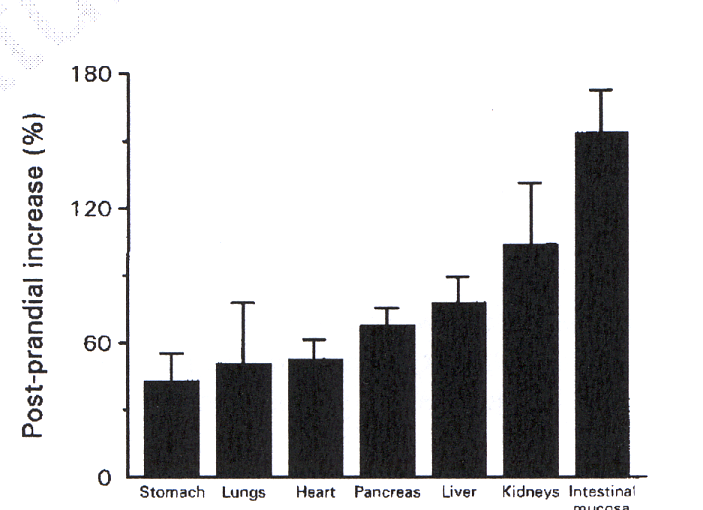 Post-prandial increase (%)
180
120
60
0
Stomach Lungs Heart Pancreas Liver Kidneys Intestinal
mucosa